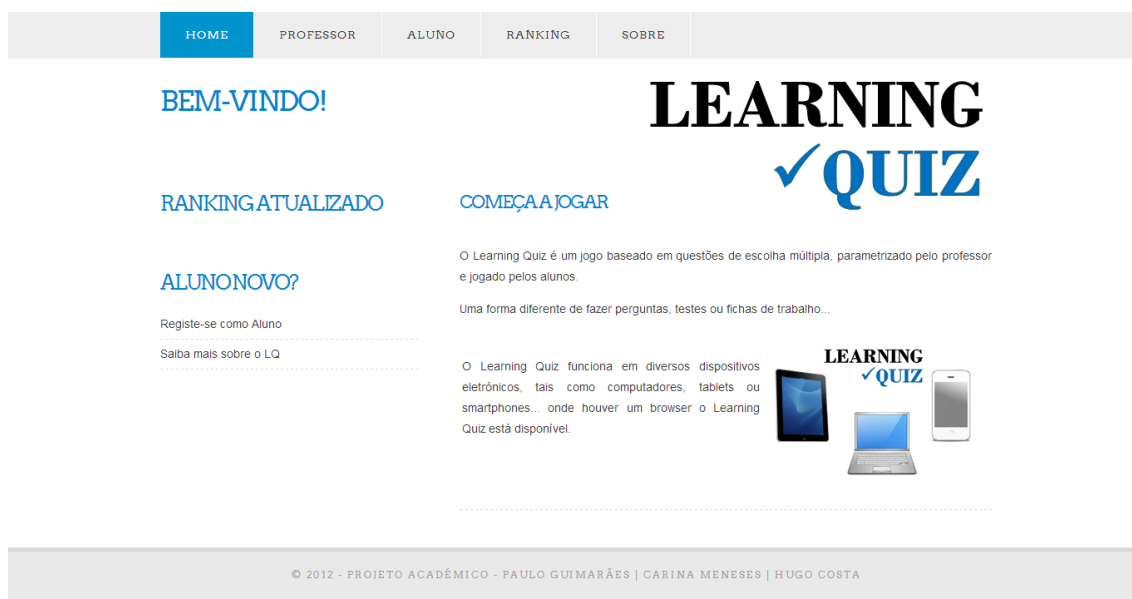 HOME PROFESSOR ALUNO RANKING SOBRE
BEM-VINDO!
LEARNING
✓QUIZ
RANKING ATUALIZADO
ALUNO NOVO?
Registe-se como Aluno
Saiba mais sobre o LQ
COMEÇA A JOGAR
O Learning Quiz é um jogo baseado em questões de escolha múltipla, parametrizado pelo professor
e jogado pelos alunos.
Uma forma diferente de fazer perguntas, testes ou fichas de trabalho...
O Learning Quiz funciona em diversos dispositivos
eletrónicos, tais como computadores, tablets ou
smartphones... onde houver um browser o Learning
Quiz está disponível.
LEARNING
✓QUIZ
© 2012 - PROJETO ACADÉMICO - PAULO GUIMARÃES | CARINA MENESES | HUGO COSTA